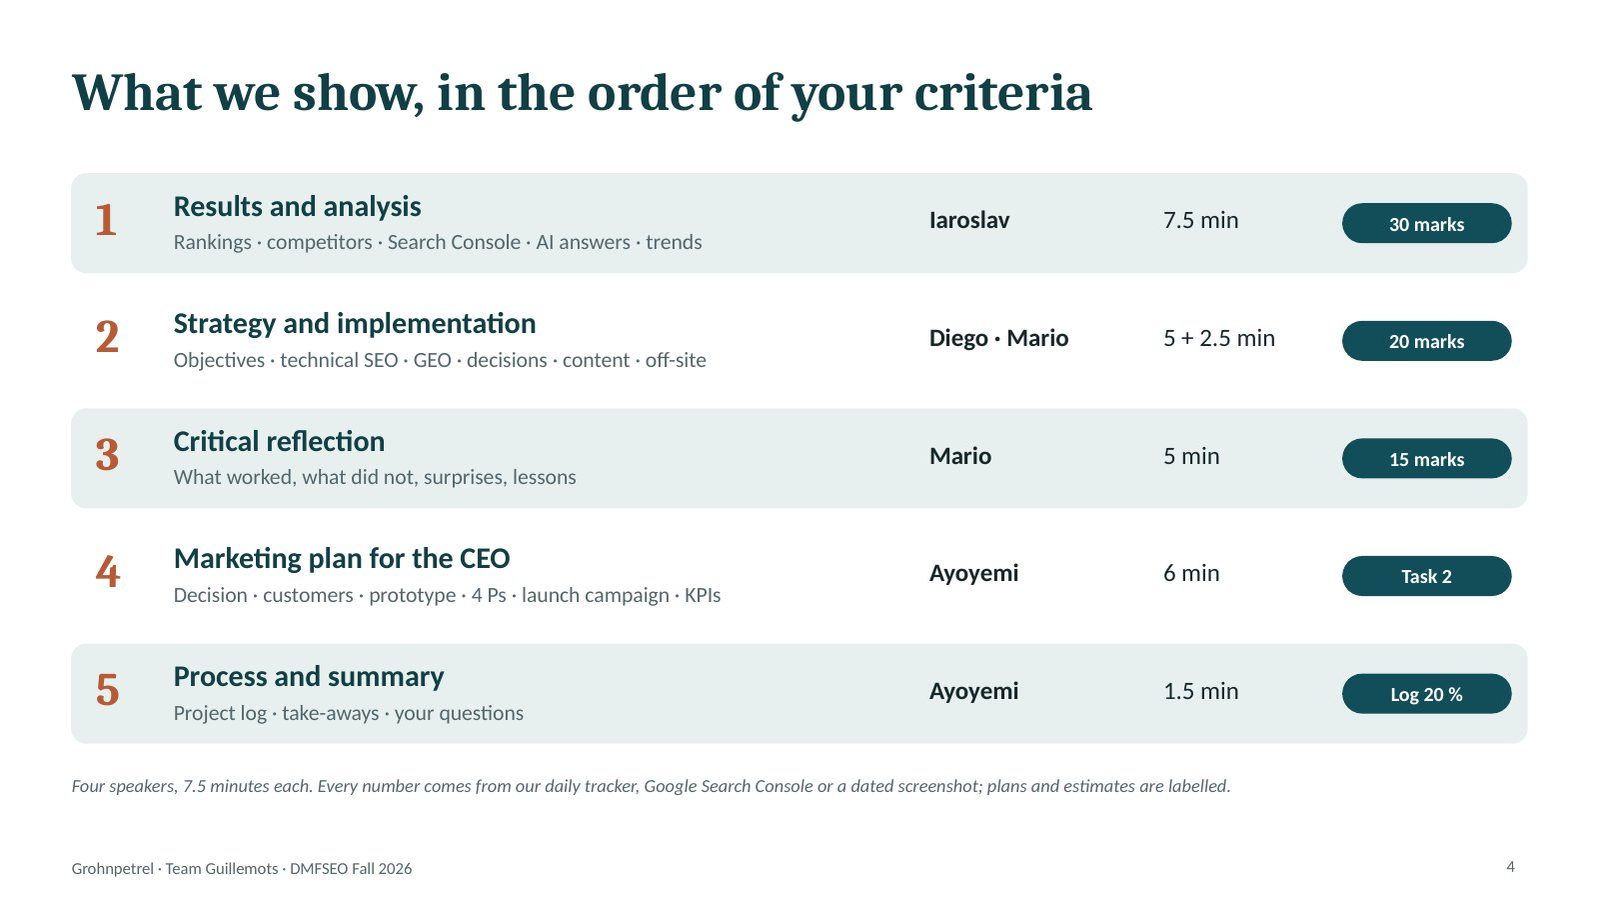 What we show, in the order of your criteria
1
Results and analysis
Rankings · competitors · Search Console · AI answers · trends
Iaroslav
7.5 min
30 marks
2
Strategy and implementation
Objectives · technical SEO · GEO · decisions · content · off-site
Diego · Mario
5 + 2.5 min
20 marks
3
Critical reflection
What worked, what did not, surprises, lessons
Mario
5 min
15 marks
4
Marketing plan for the CEO
Decision · customers · prototype · 4 Ps · launch campaign · KPIs
Ayoyemi
6 min
Task 2
5
Process and summary
Project log · take-aways · your questions
Ayoyemi
1.5 min
Log 20 %
Four speakers, 7.5 minutes each. Every number comes from our daily tracker, Google Search Console or a dated screenshot; plans and estimates are labelled.
Grohnpetrel · Team Guillemots · DMFSEO Fall 2026
4